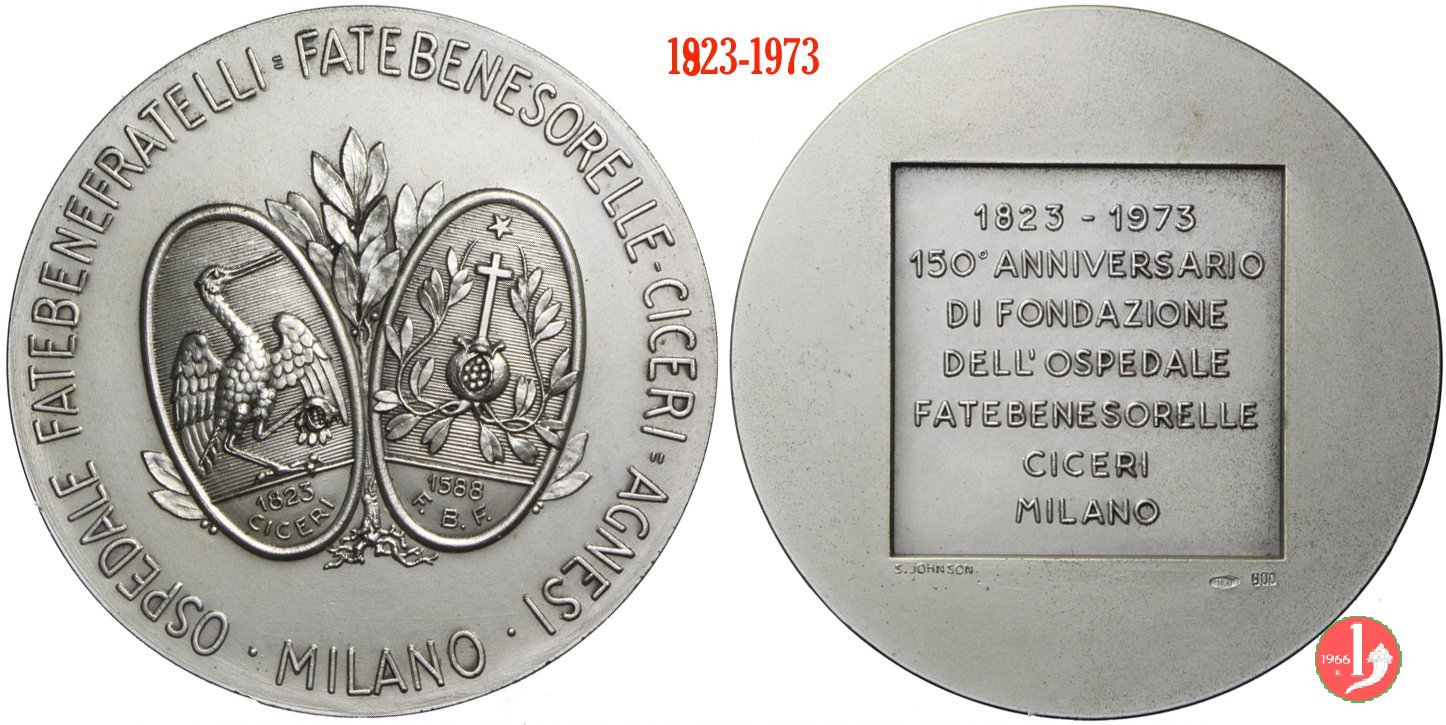 1823-1973
OSPEDALE FATEBENEFRATELLI = FATEBENESORELLE-CICERI = AGNESI · MILANO ·
1823
CICERI
1588
F. B. F.
1823 - 1973
150° ANNIVERSARIO
DI FONDAZIONE
DELL'OSPEDALE
FATEBENESORELLE
CICERI
MILANO
S. JOHNSON
800
1966